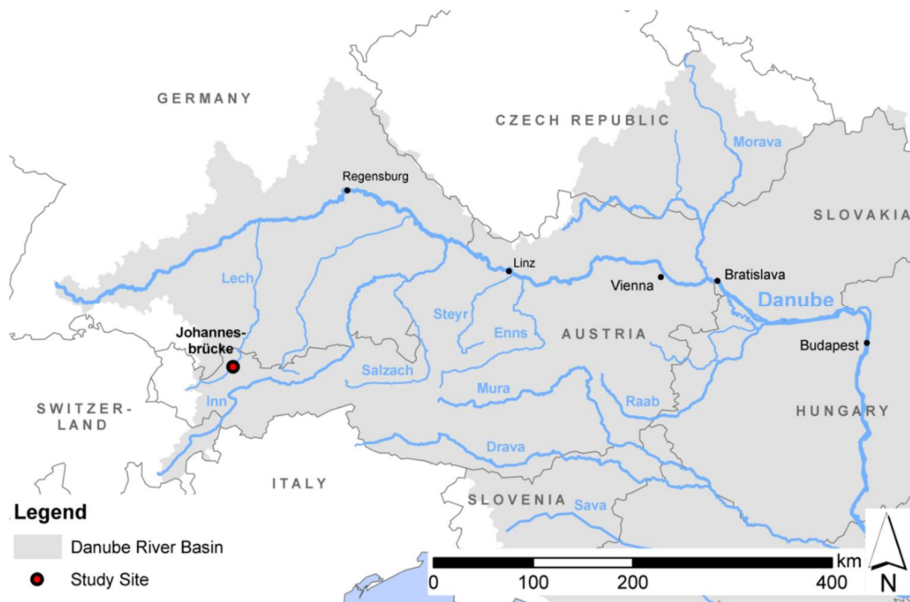 GERMANY
CZECH REPUBLIC
Morava
Regensburg
SLOVAKIA
Lech
Linz
Vienna
Bratislava
Danube
Johannes-
brücke
Steyr
Enns
AUSTRIA
Budapest
Salzach
Inn
Mura
Raab
SWITZER-
LAND
HUNGARY
Drava
ITALY
SLOVENIA
Sava
Legend
Danube River Basin
Study Site
km
0 100 200 400
N